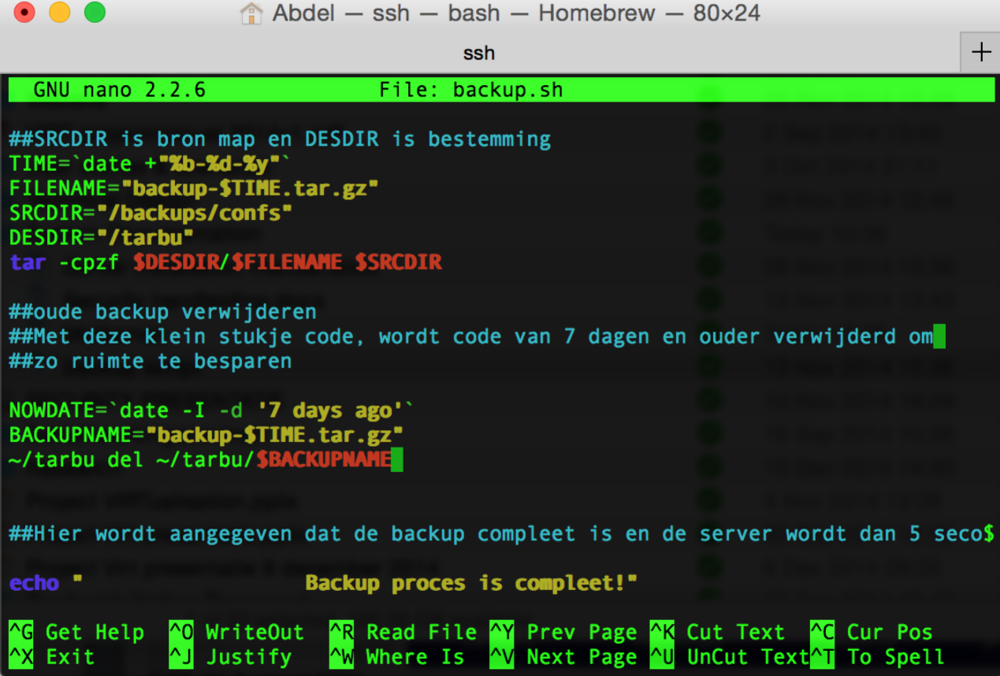 Abdel — ssh — bash — Homebrew — 80×24
ssh
GNU nano 2.2.6 File: backup.sh
##SRCDIR is bron map en DESDIR is bestemming
TIME=`date +"%b-%d-%y"`
FILENAME="backup-$TIME.tar.gz"
SRCDIR="/backups/confs"
DESDIR="/tarbu"
tar -cpzf $DESDIR/$FILENAME $SRCDIR
##oude backup verwijderen
##Met deze klein stukje code, wordt code van 7 dagen en ouder verwijderd om
##zo ruimte te besparen
NOWDATE=`date -I -d '7 days ago'`
BACKUPNAME="backup-$TIME.tar.gz"
~/tarbu del ~/tarbu/$BACKUPNAME
##Hier wordt aangegeven dat de backup compleet is en de server wordt dan 5 seco$
echo " Backup proces is compleet!"
^G Get Help ^O WriteOut ^R Read File ^Y Prev Page ^K Cut Text ^C Cur Pos
^X Exit ^J Justify ^W Where Is ^V Next Page ^U UnCut Text ^T To Spell